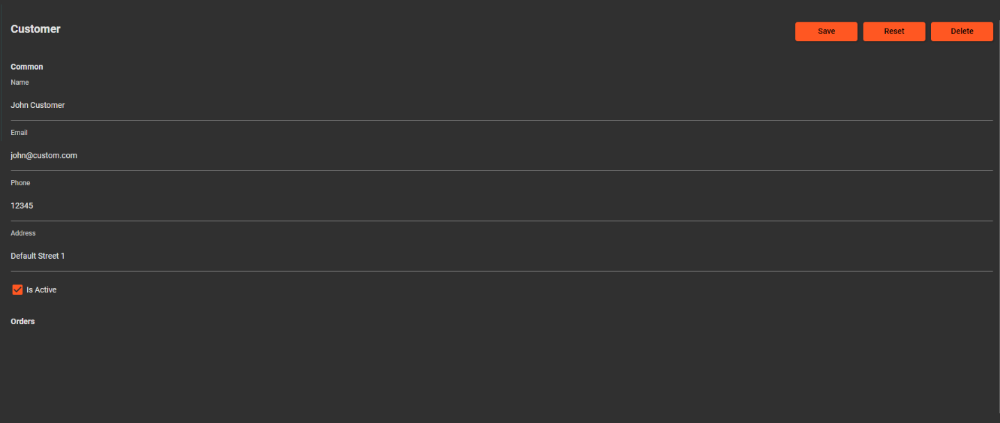 Customer
Save Reset Delete
Common
Name
John Customer
Email
john@custom.com
Phone
12345
Address
Default Street 1
Is Active
Orders